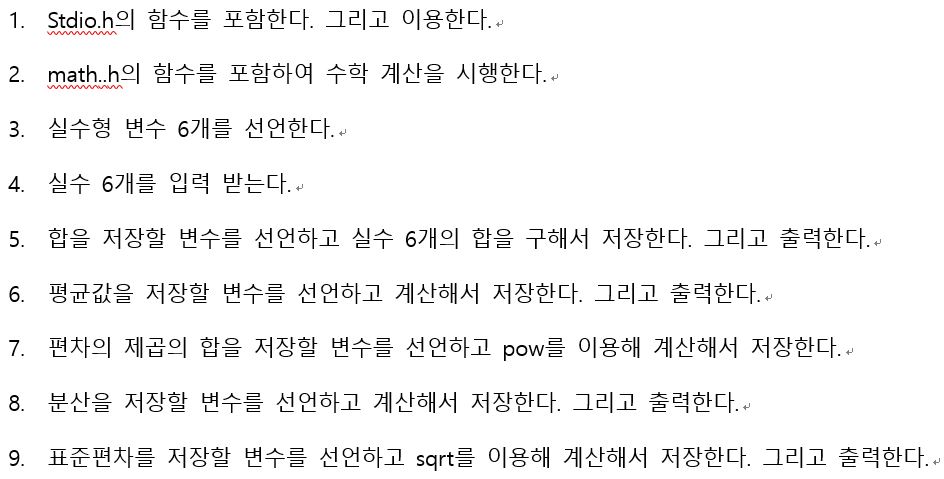 1. Stdio.h의 함수를 포함한다. 그리고 이용한다.
2. math..h의 함수를 포함하여 수학 계산을 시행한다.
3. 실수형 변수 6개를 선언한다.
4. 실수 6개를 입력 받는다.
5. 합을 저장할 변수를 선언하고 실수 6개의 합을 구해서 저장한다. 그리고 출력한다.
6. 평균값을 저장할 변수를 선언하고 계산해서 저장한다. 그리고 출력한다.
7. 편차의 제곱의 합을 저장할 변수를 선언하고 pow를 이용해 계산해서 저장한다.
8. 분산을 저장할 변수를 선언하고 계산해서 저장한다. 그리고 출력한다.
9. 표준편차를 저장할 변수를 선언하고 sqrt를 이용해 계산해서 저장한다. 그리고 출력한다.